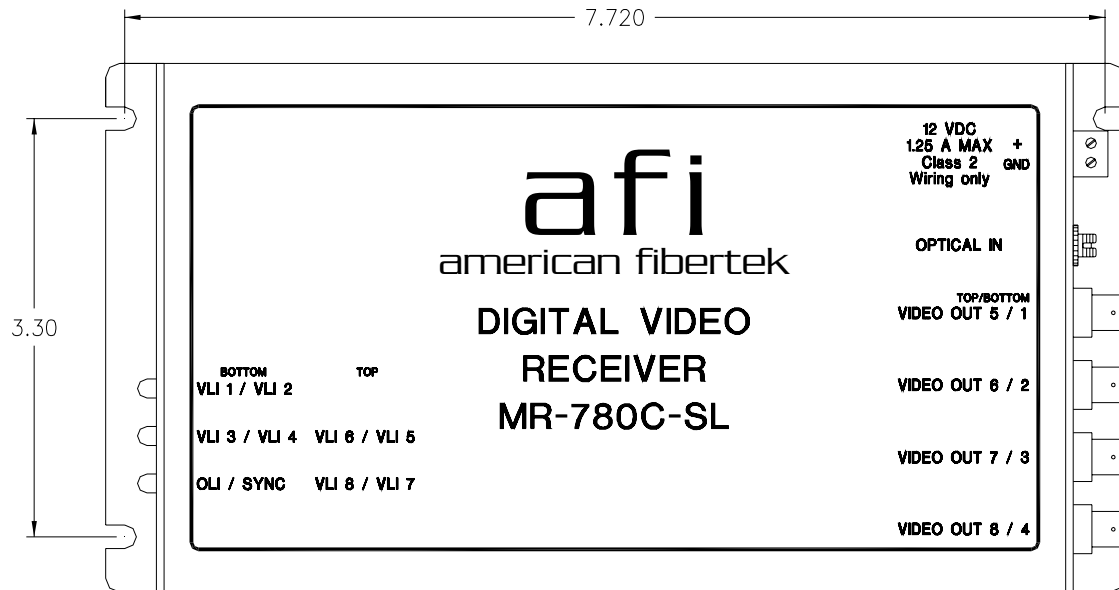 7.720
3.30
12 VDC
1.25 A MAX +
Class 2 GND
Wiring only
afi
american fibertek
OPTICAL IN
DIGITAL VIDEO
RECEIVER
MR-780C-SL
TOP/BOTTOM
VIDEO OUT 5 / 1
VIDEO OUT 6 / 2
VIDEO OUT 7 / 3
VIDEO OUT 8 / 4
BOTTOM TOP
VLI 1 / VLI 2
VLI 3 / VLI 4 VLI 6 / VLI 5
OLI / SYNC VLI 8 / VLI 7